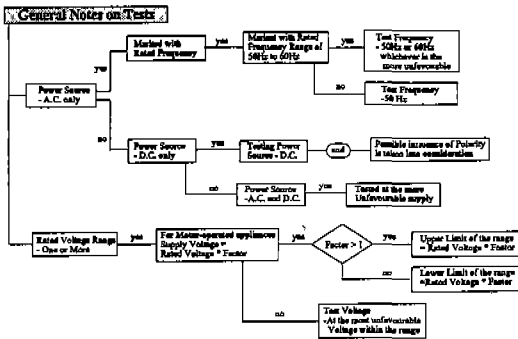 General Notes on Tests
Marked with
Rated Frequency
yes
Marked with Rated
Frequency Range of
50Hz to 60Hz
yes
Test Frequency
- 50Hz or 60Hz
whichever is the
more unfavourable
yes
no
Test Frequency
-50 Hz
Power Source
- A.C. only
no
Power Source
- D.C. only
yes
Testing Power
Source - D.C.
and
Possible influence of Polarity
is taken into consideration
no
Power Source
-A.C. and D.C.
yes
Tested at the more
Unfavourable supply
Rated Voltage Range
- One or More
yes
For Motor-operated appliances
Supply Voltage =
Rated Voltage * Factor
yes
Factor > 1
yes
Upper Limit of the range
= Rated Voltage * Factor
no
Lower Limit of the range
=Rated Voltage * Factor
no
Test Voltage
-At the most unfavourable
Voltage within the range